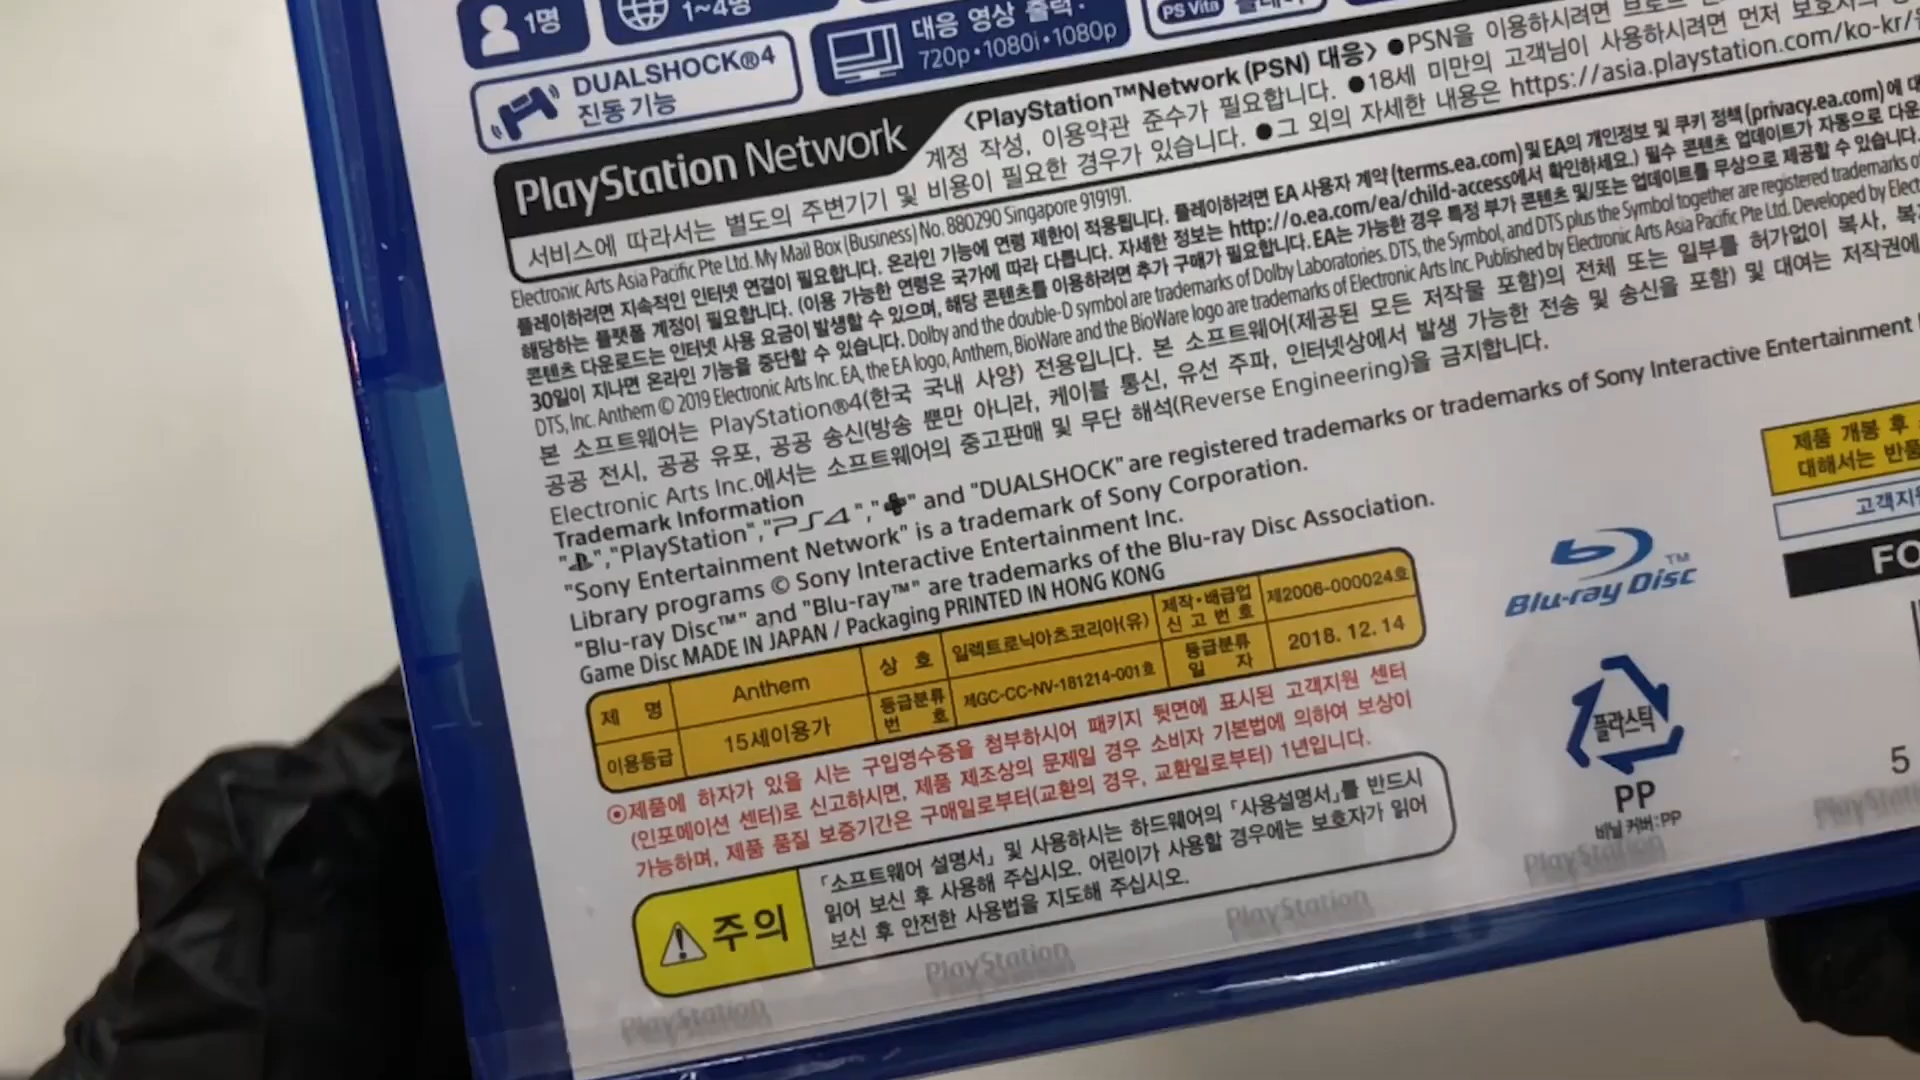 1명
1~4명
대응 영상 출력:
720p•1080i•1080p
PS Vita
DUALSHOCK®4
진동 기능
PlayStation Network
<PlayStation™Network (PSN) 대응> ●PSN을 이용하시려면
계정 작성, 이용약관 준수가 필요합니다. ●18세 미만의 고객님이 사용하시려면 먼저
서비스에 따라서는 별도의 주변기기 및 비용이 필요한 경우가 있습니다. ●그 외의 자세한 내용은 https://asia.playstation.com/ko-kr/
Electronic Arts Asia Pacific Pte Ltd. My Mail Box (Business) No. 880290 Singapore 919191.
플레이하려면 지속적인 인터넷 연결이 필요합니다. 온라인 기능에 연령 제한이 적용됩니다. 플레이하려면 EA 사용자 계약 (terms.ea.com) 및 EA의 개인정보 및 쿠키 정책 (privacy.ea.com)에
해당하는 플랫폼 계정이 필요합니다. (이용 가능한 연령은 국가에 따라 다릅니다. 자세한 정보는 http://o.ea.com/ea/child-access에서 확인하세요.) 필수 콘텐츠 업데이트가 자동으로
콘텐츠 다운로드는 인터넷 사용 요금이 발생할 수 있으며, 해당 콘텐츠를 이용하려면 추가 구매가 필요합니다. EA는 가능한 경우 특정 부가 콘텐츠 및/또는 업데이트를 무상으로 제공할 수 있습니다.
30일이 지나면 온라인 기능을 중단할 수 있습니다. Dolby and the double-D symbol are trademarks of Dolby Laboratories. DTS, the Symbol, and DTS plus the Symbol together are registered trademarks of
DTS, Inc. Anthem © 2019 Electronic Arts Inc. EA, the EA logo, Anthem, BioWare and the BioWare logo are trademarks of Electronic Arts Inc. Published by Electronic Arts Asia Pacific Pte Ltd. Developed by
본 소프트웨어는 PlayStation®4(한국 국내 사양) 전용입니다. 본 소프트웨어(제공된 모든 저작물 포함)의 전체 또는 일부를 허가없이 복사,
공공 전시, 공공 유포, 공공 송신(방송 뿐만 아니라, 케이블 통신, 유선 주파, 인터넷상에서 발생 가능한 전송 및 송신을 포함) 및 대여는 저작권에
Electronic Arts Inc.에서는 소프트웨어의 중고판매 및 무단 해석(Reverse Engineering)을 금지합니다.
Trademark Information
" ", "PlayStation", "PS4", " " and "DUALSHOCK" are registered trademarks or trademarks of Sony Interactive Entertainment
"Sony Entertainment Network" is a trademark of Sony Corporation.
Library programs © Sony Interactive Entertainment Inc.
"Blu-ray Disc™" and "Blu-ray™" are trademarks of the Blu-ray Disc Association.
Game Disc MADE IN JAPAN / Packaging PRINTED IN HONG KONG
제 명 Anthem 상 호 일렉트로닉아츠코리아(유) 제작•배급업 신고번호 제2006-000024호
이용등급 15세이용가 등급분류 번 호 제GC-CC-NV-181214-001호 등급분류 일 자 2018. 12. 14
⊙제품에 하자가 있을 시는 구입영수증을 첨부하시어 패키지 뒷면에 표시된 고객지원 센터
(인포메이션 센터)로 신고하시면, 제품 제조상의 문제일 경우 소비자 기본법에 의하여 보상이
가능하며, 제품 품질 보증기간은 구매일로부터(교환의 경우, 교환일로부터) 1년입니다.
주의
「소프트웨어 설명서」 및 사용하시는 하드웨어의 「사용설명서」를 반드시
읽어 보신 후 사용해 주십시오. 어린이가 사용할 경우에는 보호자가 읽어
보신 후 안전한 사용법을 지도해 주십시오.
Blu-ray Disc™
플라스틱
PP
비닐 커버:PP
제품 개봉 후
대해서는
FO
5
PlayStation
PlayStation
PlayStation
PlayStation